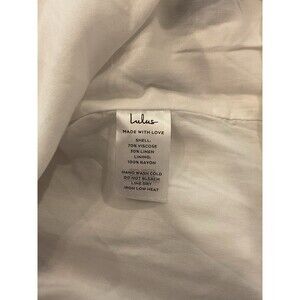 Lulus
MADE WITH LOVE
SHELL:
70% VISCOSE
30% LINEN
LINING:
100% RAYON
HAND WASH COLD
DO NOT BLEACH
LINE DRY
IRON LOW HEAT